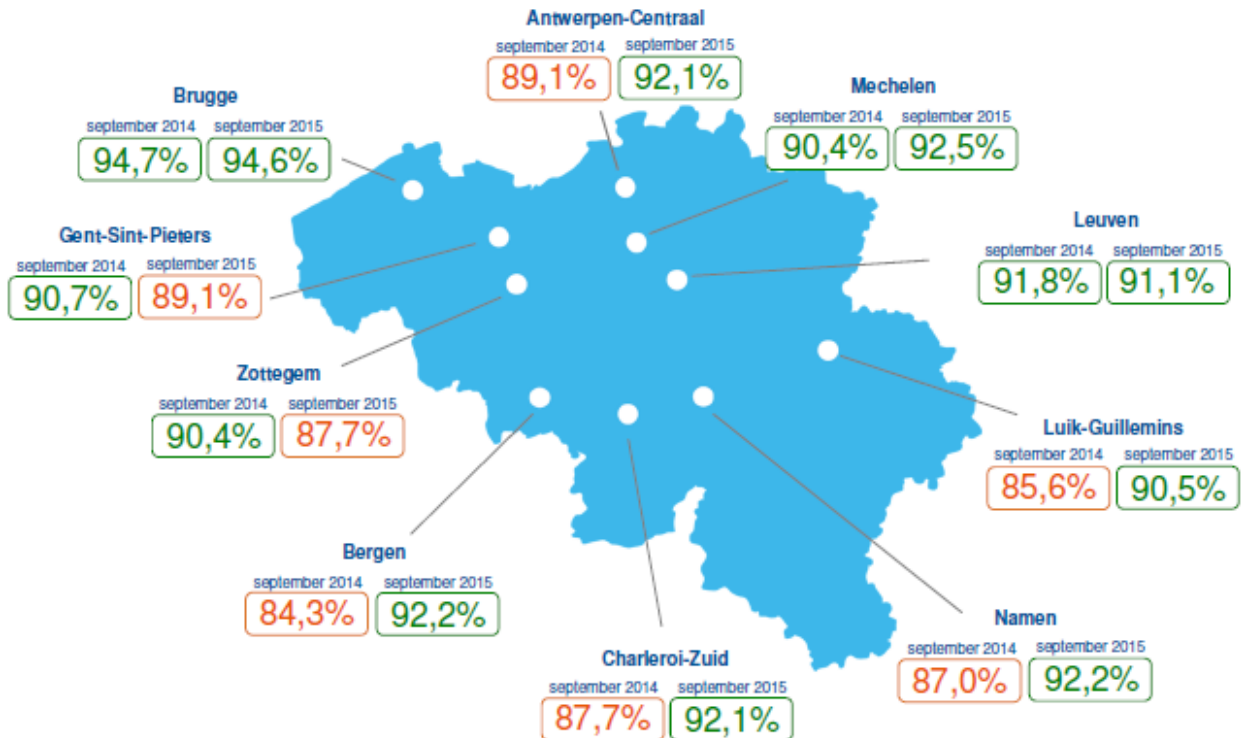 Antwerpen-Centraal
september 2014 september 2015
89,1% 92,1%
Brugge
september 2014 september 2015
94,7% 94,6%
Mechelen
september 2014 september 2015
90,4% 92,5%
Gent-Sint-Pieters
september 2014 september 2015
90,7% 89,1%
Leuven
september 2014 september 2015
91,8% 91,1%
Zottegem
september 2014 september 2015
90,4% 87,7%
Luik-Guillemins
september 2014 september 2015
85,6% 90,5%
Bergen
september 2014 september 2015
84,3% 92,2%
Namen
september 2014 september 2015
87,0% 92,2%
Charleroi-Zuid
september 2014 september 2015
87,7% 92,1%